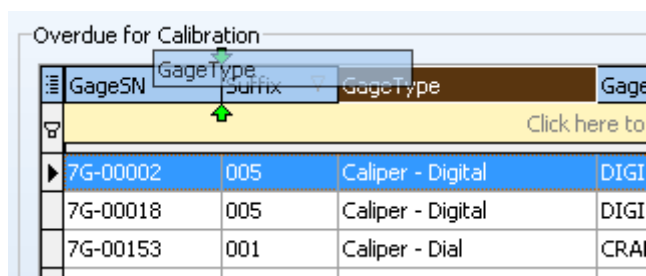 Overdue for Calibration
GageType
GageSN Suffix GageType Gage
Click here to
7G-00002 005 Caliper - Digital DIGI
7G-00018 005 Caliper - Digital DIGI
7G-00153 001 Caliper - Dial CRA